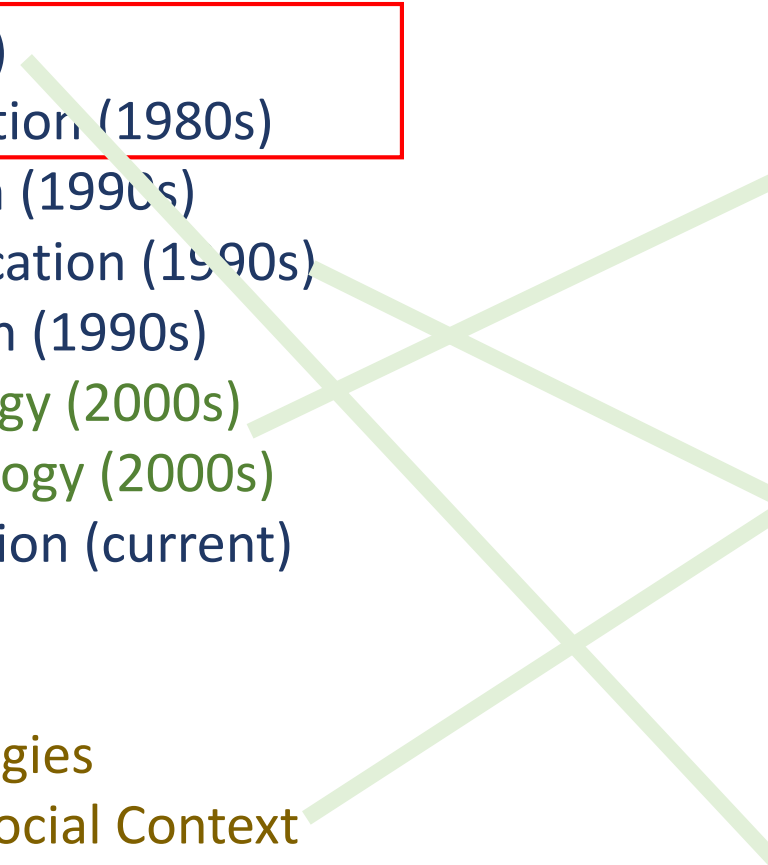 )
tion (1980s)
n (1990s)
cation (1990s)
n (1990s)
gy (2000s)
ogy (2000s)
ion (current)
gies
ocial Context